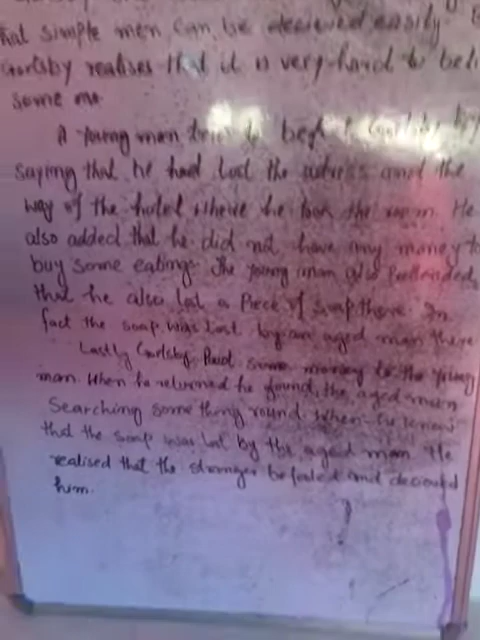 that simple men can be decieved easily
Gortsby realises that it is very hard to beli
some one
A young man tries to be by
saying that he had lost the adress and the
way of the hotel where he took the room. He
also added that he did not have any money to
buy some eatings. The young man also Pretended,
that he also lost a Piece of soap there. In
fact the soap was lost by an aged man there
Lastly Gortsby Paid some money to the young
man. When he returned he found, the aged man
Searching something round. When he knew
that the soap was lost by the aged man. He
realised that the stranger befooled and decieved
him.